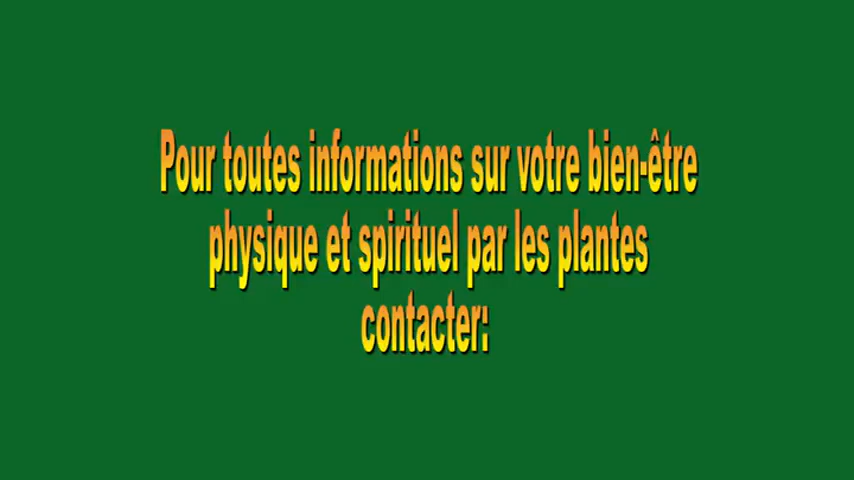 Pour toutes informations sur votre bien-être
physique et spirituel par les plantes
contacter: